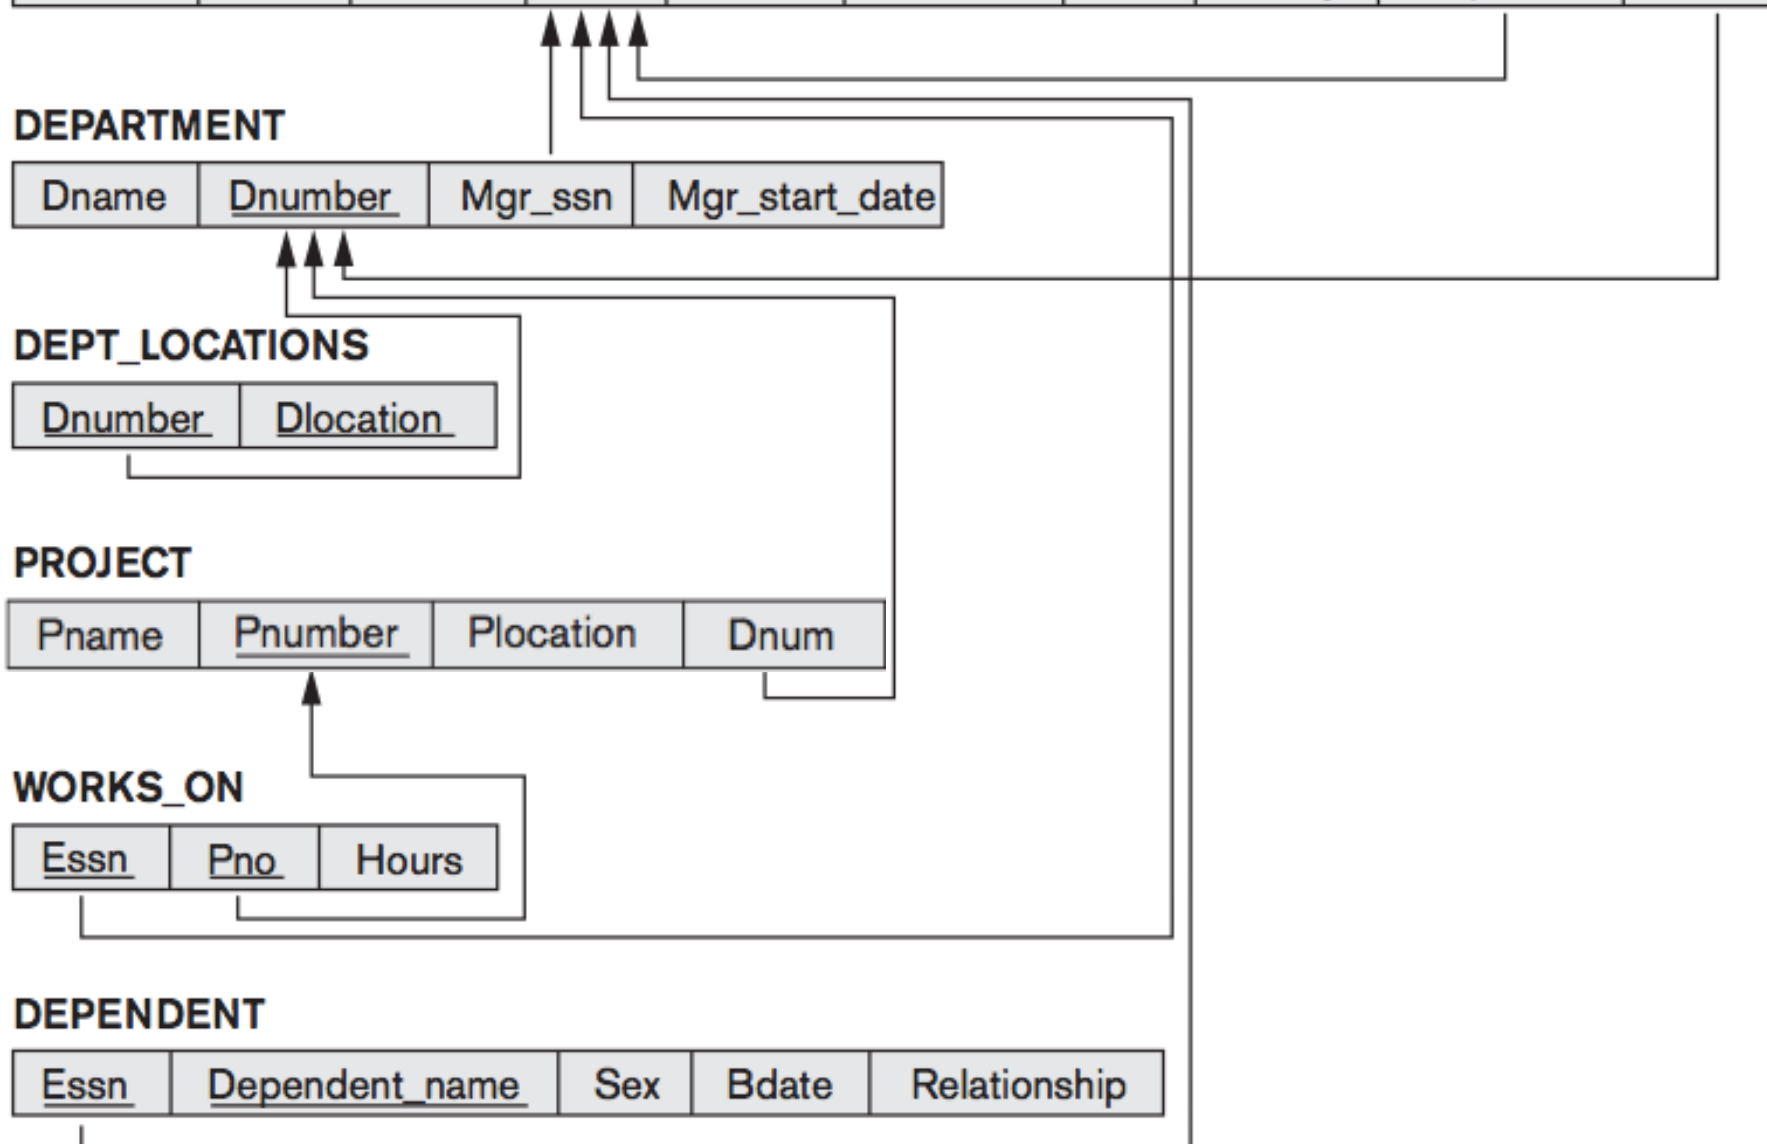 DEPARTMENT
Dname Dnumber Mgr_ssn Mgr_start_date
DEPT_LOCATIONS
Dnumber Dlocation
PROJECT
Pname Pnumber Plocation Dnum
WORKS_ON
Essn Pno Hours
DEPENDENT
Essn Dependent_name Sex Bdate Relationship